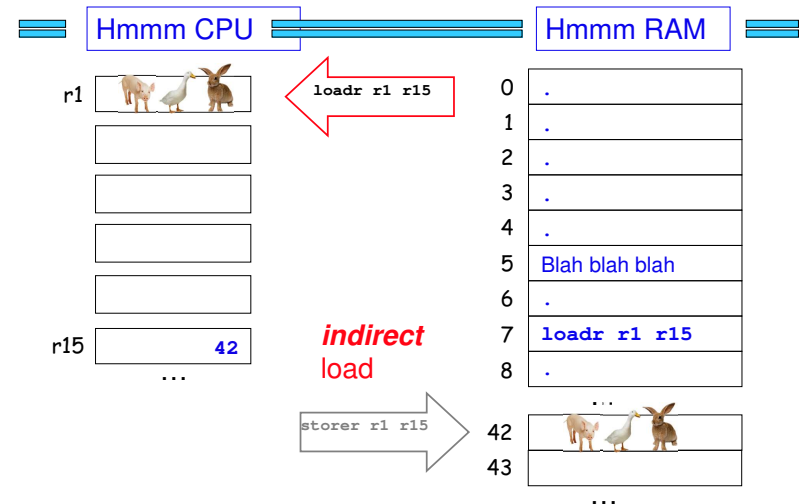 Hmmm CPU
Hmmm RAM
r1
loadr r1 r15
0 .
1 .
2 .
3 .
4 .
5 Blah blah blah
6 .
7 loadr r1 r15
8 .
...
r15 42
...
indirect
load
storer r1 r15
42
43
...